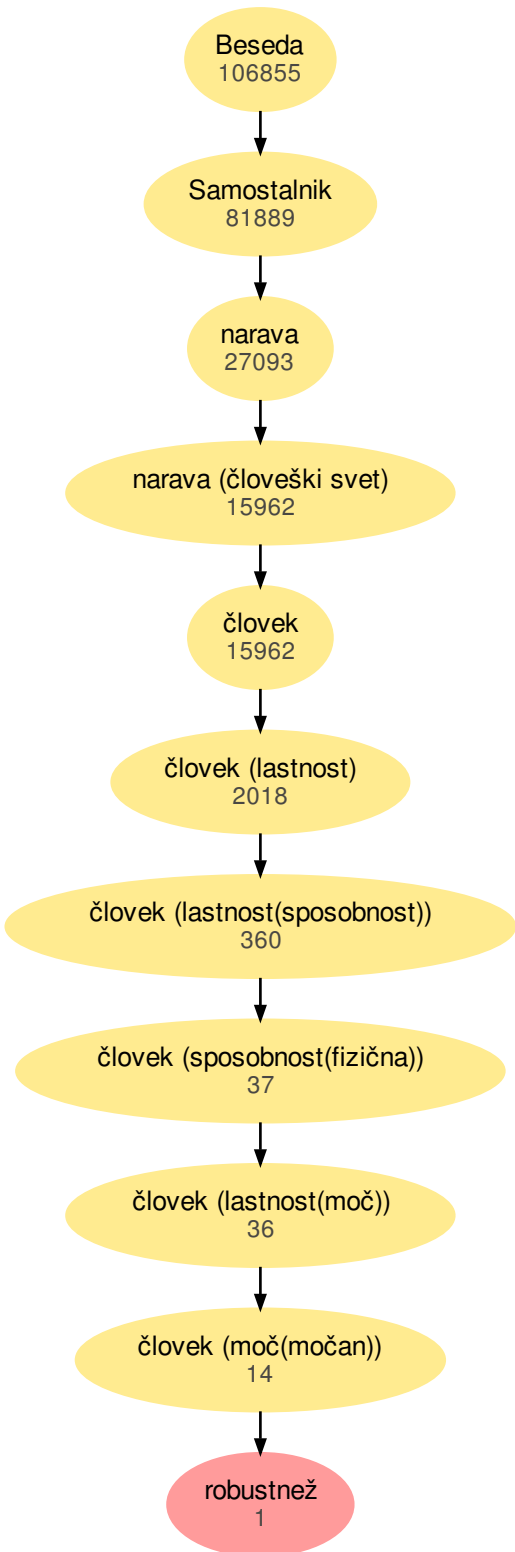 Beseda
106855
Samostalnik
81889
narava
27093
narava (človeški svet)
15962
človek
15962
človek (lastnost)
2018
človek (lastnost(sposobnost))
360
človek (sposobnost(fizična))
37
človek (lastnost(moč))
36
človek (moč(močan))
14
robustnež
1